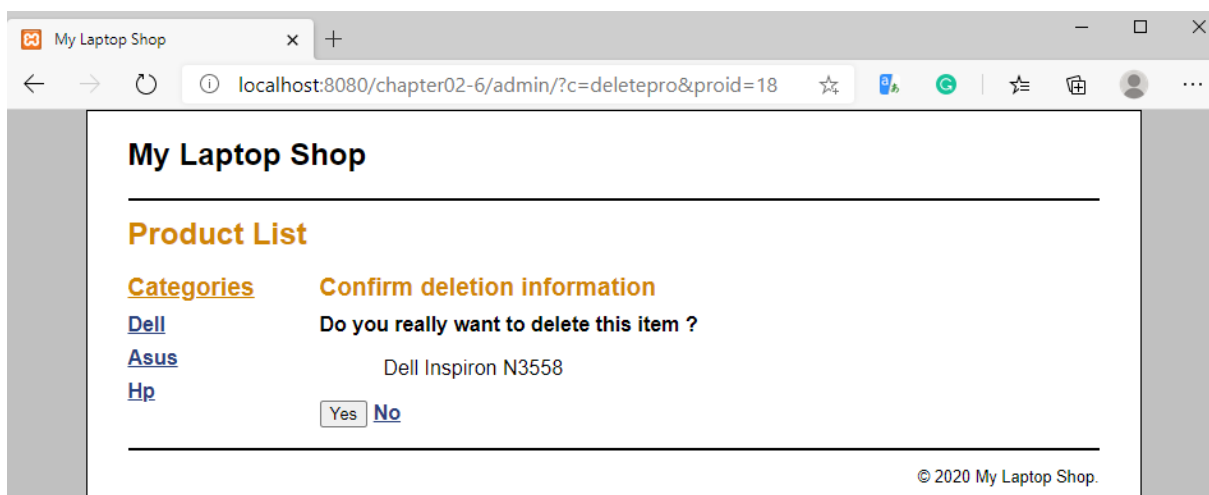 My Laptop Shop
localhost:8080/chapter02-6/admin/?c=deletepro&proid=18
My Laptop Shop
Product List
Categories
Dell
Asus
Hp
Confirm deletion information
Do you really want to delete this item ?
Dell Inspiron N3558
Yes No
© 2020 My Laptop Shop.